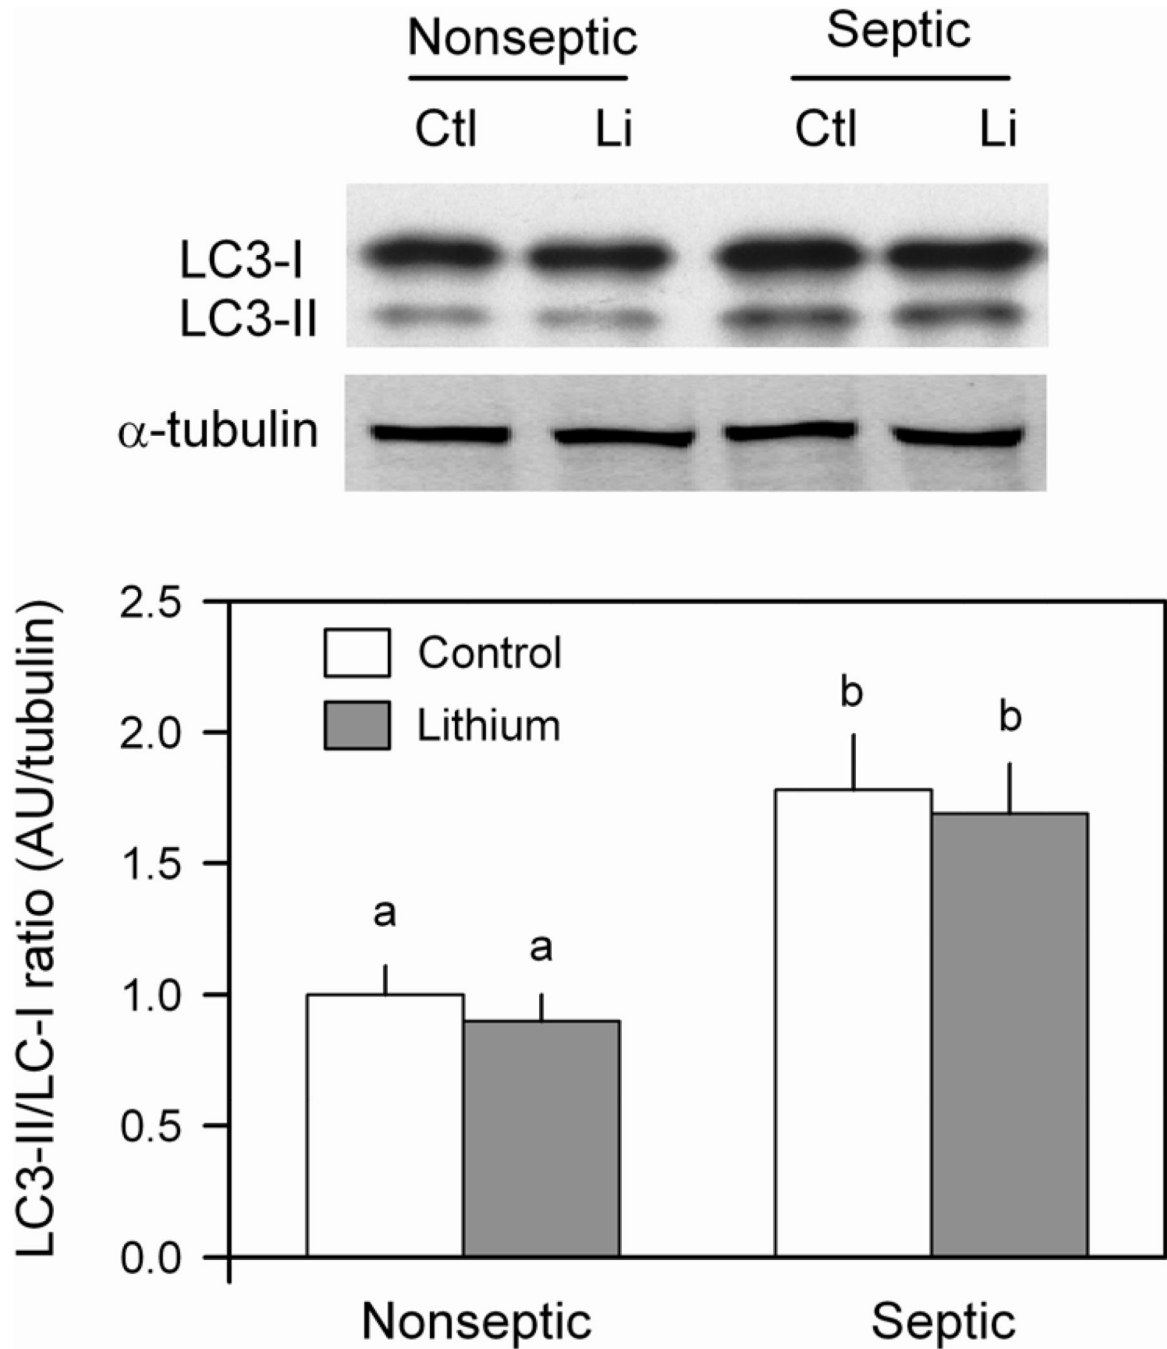 Nonseptic Septic
Ctl Li Ctl Li
LC3-I
LC3-II
α-tubulin
LC3-II/LC-I ratio (AU/tubulin)
2.5
2.0
1.5
1.0
0.5
0.0
Control
Lithium
a
a
b
b
Nonseptic Septic